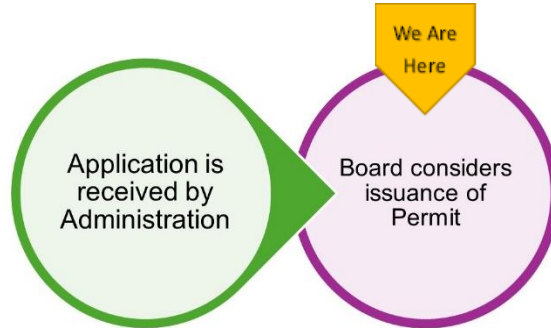 We Are
Here
Application is
received by
Administration
Board considers
issuance of
Permit